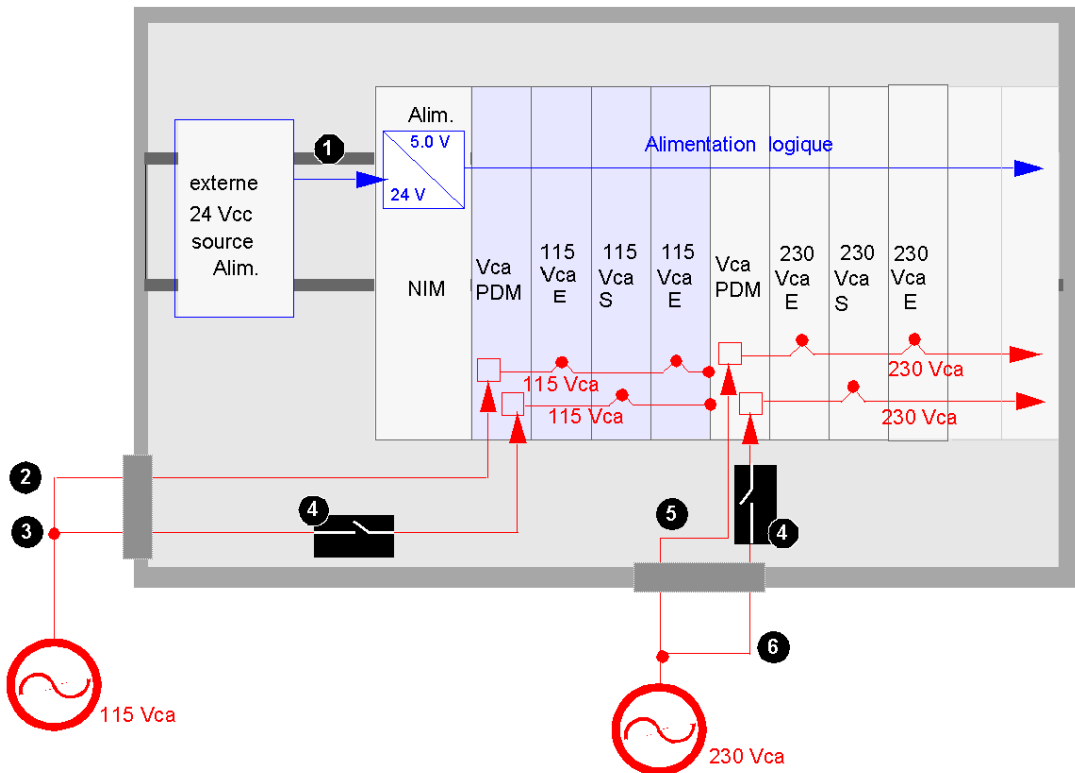 externe
24 Vcc
source
Alim.
1
Alim.
5.0 V
24 V
NIM
Alimentation logique
Vca
PDM
115
Vca
E
115
Vca
S
115
Vca
E
Vca
PDM
230
Vca
E
230
Vca
S
230
Vca
E
115 Vca
115 Vca
230 Vca
230 Vca
2
3
4
5
4
6
115 Vca
230 Vca